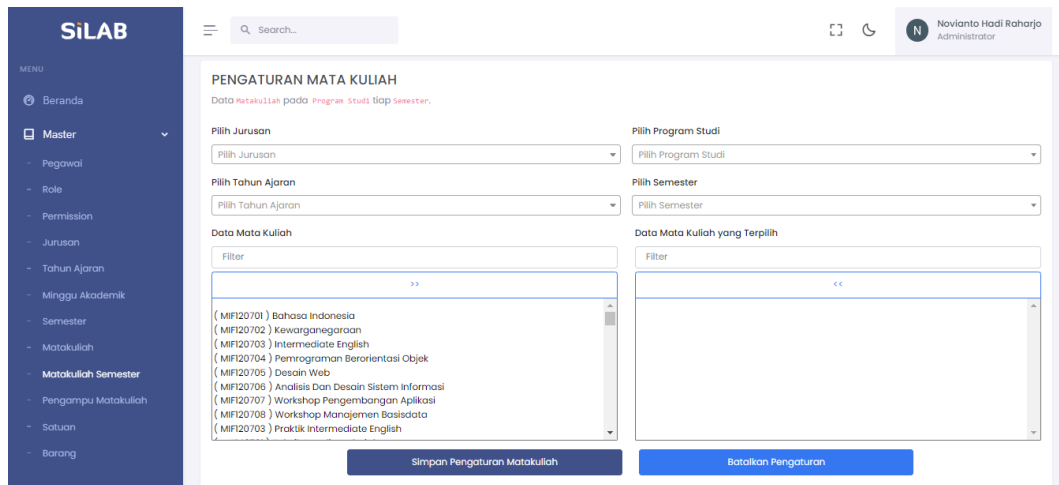 SiLAB
Search...
N
Novianto Hadi Raharjo
Administrator
MENU
Beranda
Master
- Pegawai
- Role
- Permission
- Jurusan
- Tahun Ajaran
- Minggu Akademik
- Semester
- Matakuliah
- Matakuliah Semester
- Pengampu Matakuliah
- Satuan
- Barang
PENGATURAN MATA KULIAH
Data Matakuliah pada Program Studi tiap Semester.
Pilih Jurusan
Pilih Jurusan
Pilih Program Studi
Pilih Program Studi
Pilih Tahun Ajaran
Pilih Tahun Ajaran
Pilih Semester
Pilih Semester
Data Mata Kuliah
Filter
>>
( MIF120701 ) Bahasa Indonesia
( MIF120702 ) Kewarganegaraan
( MIF120703 ) Intermediate English
( MIF120704 ) Pemrograman Berorientasi Objek
( MIF120705 ) Desain Web
( MIF120706 ) Analisis Dan Desain Sistem Informasi
( MIF120707 ) Workshop Pengembangan Aplikasi
( MIF120708 ) Workshop Manajemen Basisdata
( MIF120703 ) Praktik Intermediate English
Data Mata Kuliah yang Terpilih
Filter
<<
Simpan Pengaturan Matakuliah
Batalkan Pengaturan